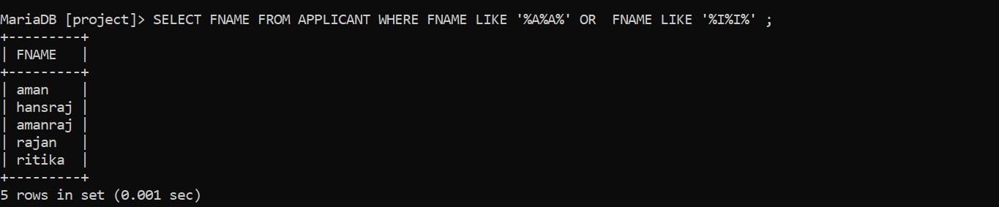 MariaDB [project]> SELECT FNAME FROM APPLICANT WHERE FNAME LIKE '%A%A%' OR  FNAME LIKE '%I%I%' ;
+---------+
| FNAME   |
+---------+
| aman    |
| hansraj |
| amanraj |
| rajan   |
| ritika  |
+---------+
5 rows in set (0.001 sec)